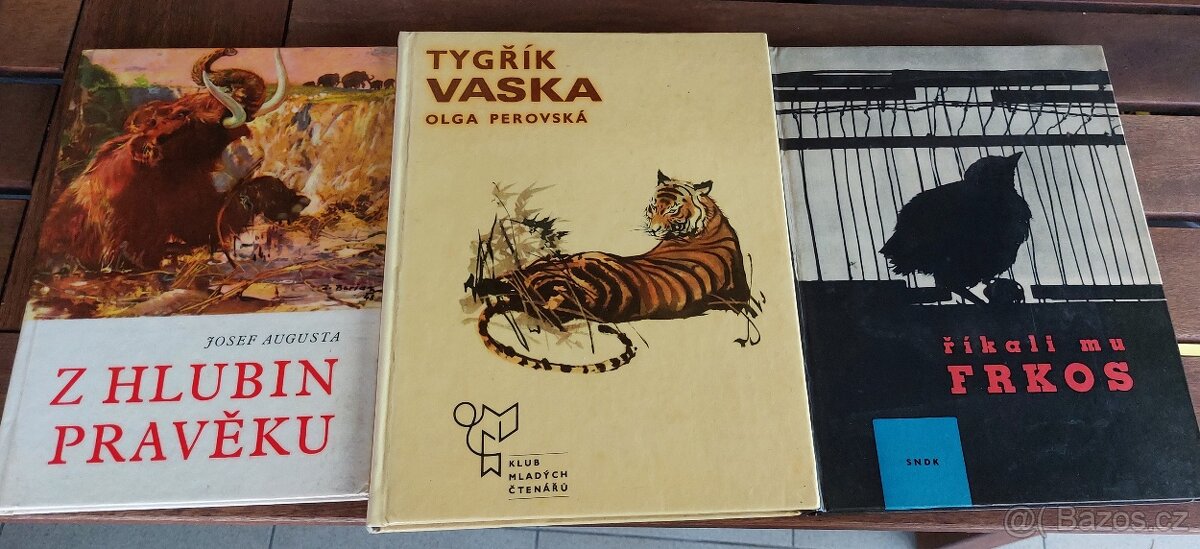 JOSEF AUGUSTA
Z HLUBIN
PRAVĚKU
TYGŘÍK
VASKA
OLGA PEROVSKÁ
KLUB
MLADÝCH
ČTENÁŘŮ
říkali mu
FRKOS
SNDK
Bazos.cz